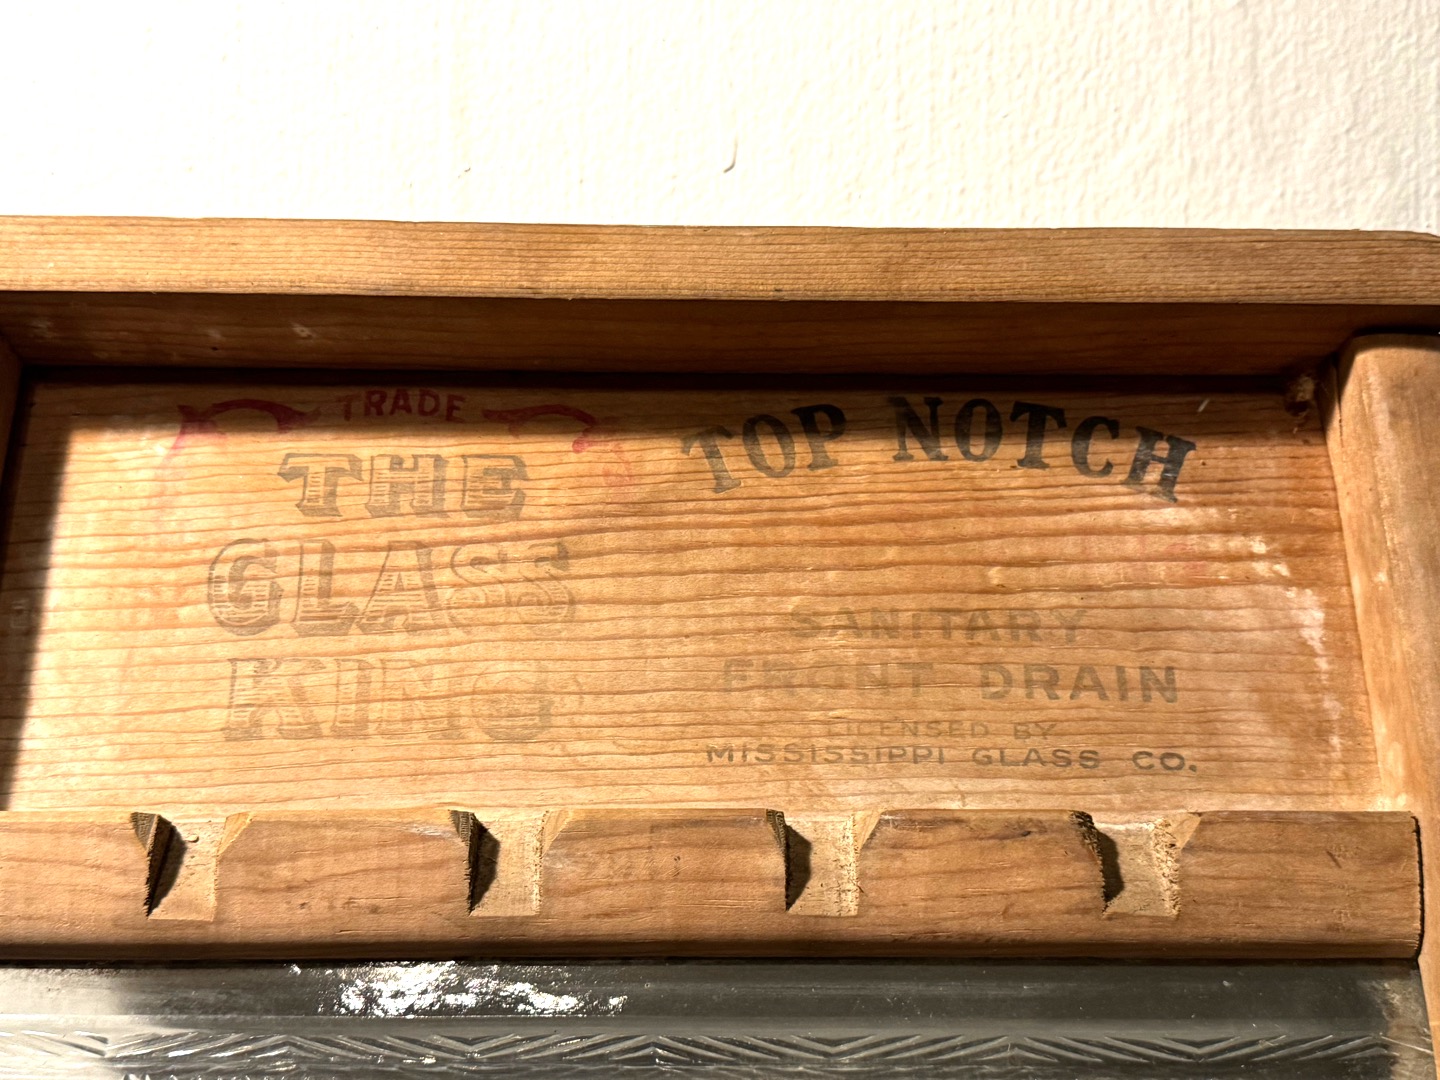 TRADE
THE
GLASS
KING
TOP NOTCH
SANITARY
FRONT DRAIN
LICENSED BY
MISSISSIPPI GLASS CO.